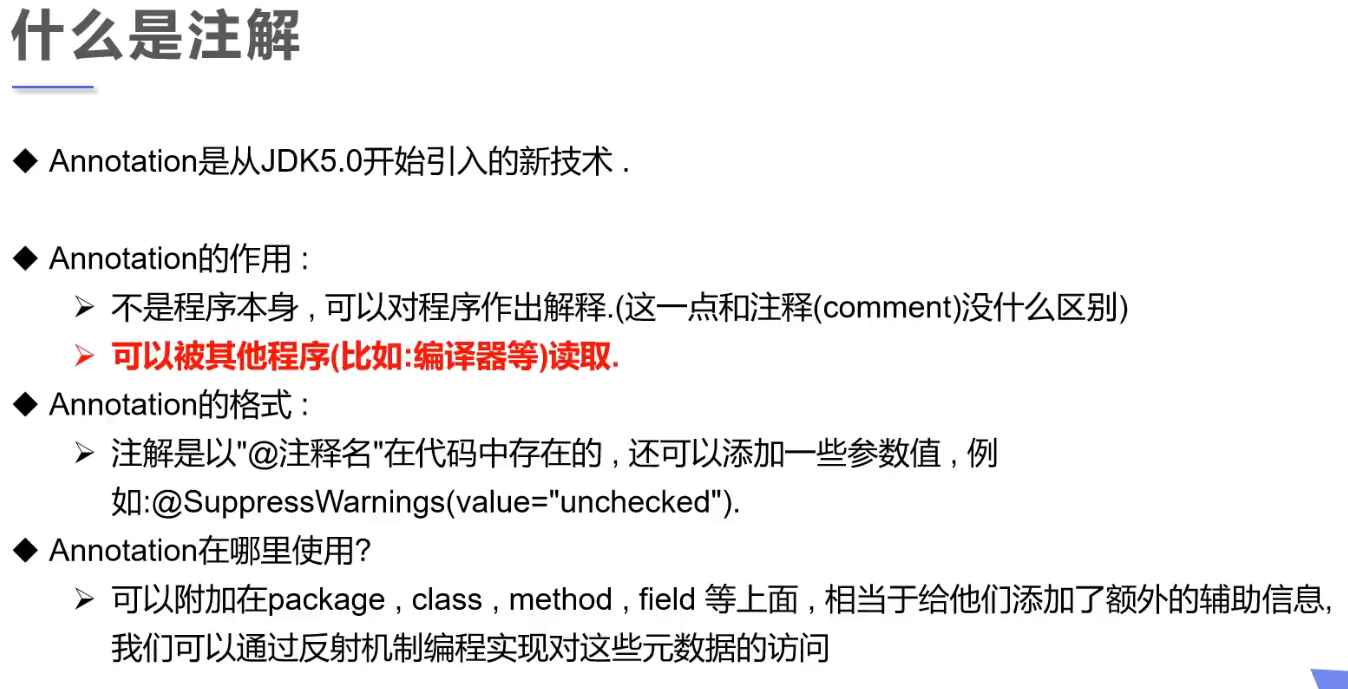 什么是注解
◆ Annotation是从JDK5.0开始引入的新技术 .
◆ Annotation的作用 :
➢ 不是程序本身 , 可以对程序作出解释.(这一点和注释(comment)没什么区别)
➢ 可以被其他程序(比如:编译器等)读取.
◆ Annotation的格式 :
➢ 注解是以"@注释名"在代码中存在的 , 还可以添加一些参数值 , 例
如:@SuppressWarnings(value="unchecked").
◆ Annotation在哪里使用?
➢ 可以附加在package , class , method , field 等上面 , 相当于给他们添加了额外的辅助信息,
我们可以通过反射机制编程实现对这些元数据的访问